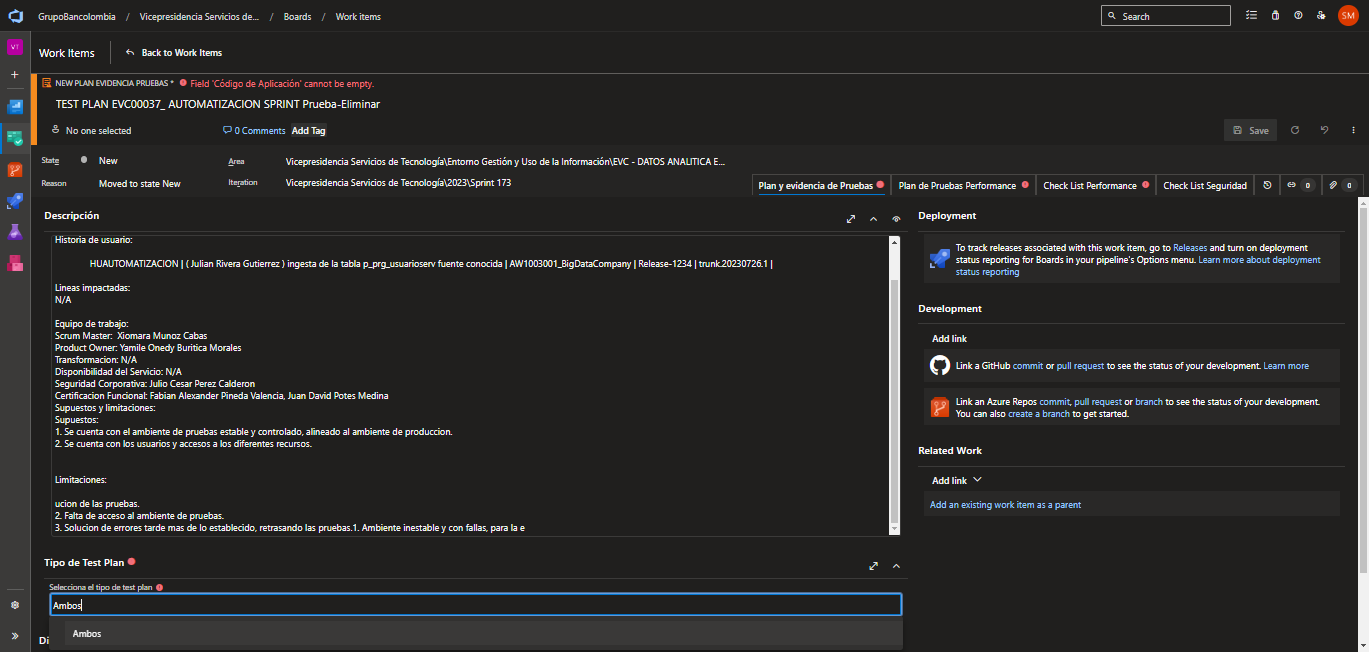 GrupoBancolombia / Vicepresidencia Servicios de... / Boards / Work items
Search
SM
VT
Work Items
Back to Work Items
NEW PLAN EVIDENCIA PRUEBAS * Field 'Código de Aplicación' cannot be empty.
TEST PLAN EVC00037_ AUTOMATIZACION SPRINT Prueba-Eliminar
No one selected
0 Comments
Add Tag
Save
State
New
Area
Vicepresidencia Servicios de Tecnología\Entorno Gestión y Uso de la Información\EVC - DATOS ANALITICA E...
Reason
Moved to state New
Iteration
Vicepresidencia Servicios de Tecnología\2023\Sprint 173
Plan y evidencia de Pruebas
Plan de Pruebas Performance
Check List Performance
Check List Seguridad
0
0
Descripción
Historia de usuario:
HUAUTOMATIZACION | ( Julian Rivera Gutierrez ) ingesta de la tabla p_prg_usuarioserv fuente conocida | AW1003001_BigDataCompany | Release-1234 | trunk.20230726.1 |
Lineas impactadas:
N/A
Equipo de trabajo:
Scrum Master: Xiomara Munoz Cabas
Product Owner: Yamile Onedy Buritica Morales
Transformacion: N/A
Disponibilidad del Servicio: N/A
Seguridad Corporativa: Julio Cesar Perez Calderon
Certificacion Funcional: Fabian Alexander Pineda Valencia, Juan David Potes Medina
Supuestos y limitaciones:
Supuestos:
1. Se cuenta con el ambiente de pruebas estable y controlado, alineado al ambiente de produccion.
2. Se cuenta con los usuarios y accesos a los diferentes recursos.
Limitaciones:
ucion de las pruebas.
2. Falta de acceso al ambiente de pruebas.
3. Solucion de errores tarde mas de lo establecido, retrasando las pruebas.1. Ambiente inestable y con fallas, para la e
Tipo de Test Plan
Selecciona el tipo de test plan
Ambos
Ambos
Di
Deployment
To track releases associated with this work item, go to Releases and turn on deployment
status reporting for Boards in your pipeline's Options menu. Learn more about deployment
status reporting
Development
Add link
Link a GitHub commit or pull request to see the status of your development. Learn more
Link an Azure Repos commit, pull request or branch to see the status of your development.
You can also create a branch to get started.
Related Work
Add link
Add an existing work item as a parent